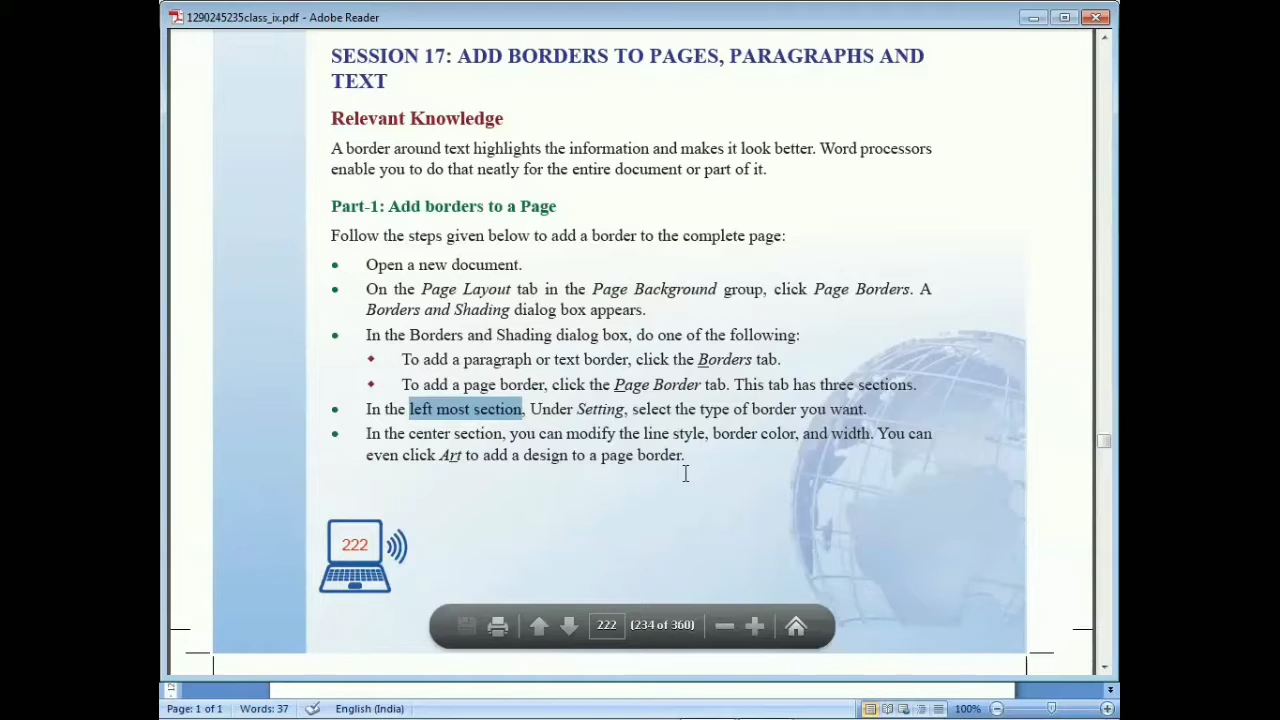 1290245235class_ix.pdf - Adobe Reader
SESSION 17: ADD BORDERS TO PAGES, PARAGRAPHS AND
TEXT
Relevant Knowledge
A border around text highlights the information and makes it look better. Word processors
enable you to do that neatly for the entire document or part of it.
Part-1: Add borders to a Page
Follow the steps given below to add a border to the complete page:
• Open a new document.
• On the Page Layout tab in the Page Background group, click Page Borders. A
Borders and Shading dialog box appears.
• In the Borders and Shading dialog box, do one of the following:
To add a paragraph or text border, click the Borders tab.
To add a page border, click the Page Border tab. This tab has three sections.
• In the left most section, Under Setting, select the type of border you want.
• In the center section, you can modify the line style, border color, and width. You can
even click Art to add a design to a page border.
222
222 (234 of 360)
Page: 1 of 1 Words: 37 English (India) 100%